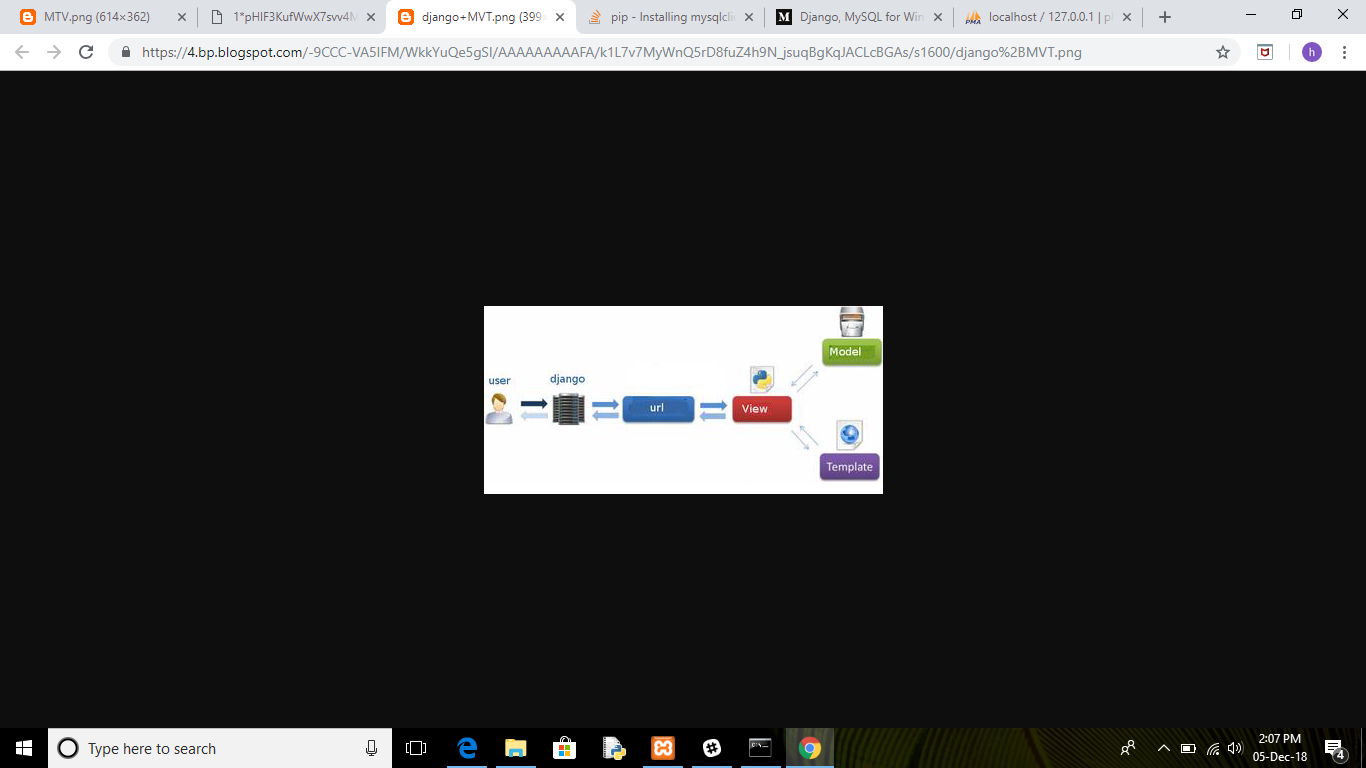 MTV.png (614×362)
1*pHIF3KufWwX7svv4M
django+MVT.png (399×
pip - Installing mysqlclie
Django, MySQL for Win
PMA
localhost / 127.0.0.1 | p
https://4.bp.blogspot.com/-9CCC-VA5IFM/WkkYuQe5gSI/AAAAAAAAAFA/k1L7v7MyWnQ5rD8fuZ4h9N_jsuqBgKqJACLcBGAs/s1600/django%2BMVT.png
h
Model
user
django
url
View
Template
Type here to search
2:07 PM
05-Dec-18
4